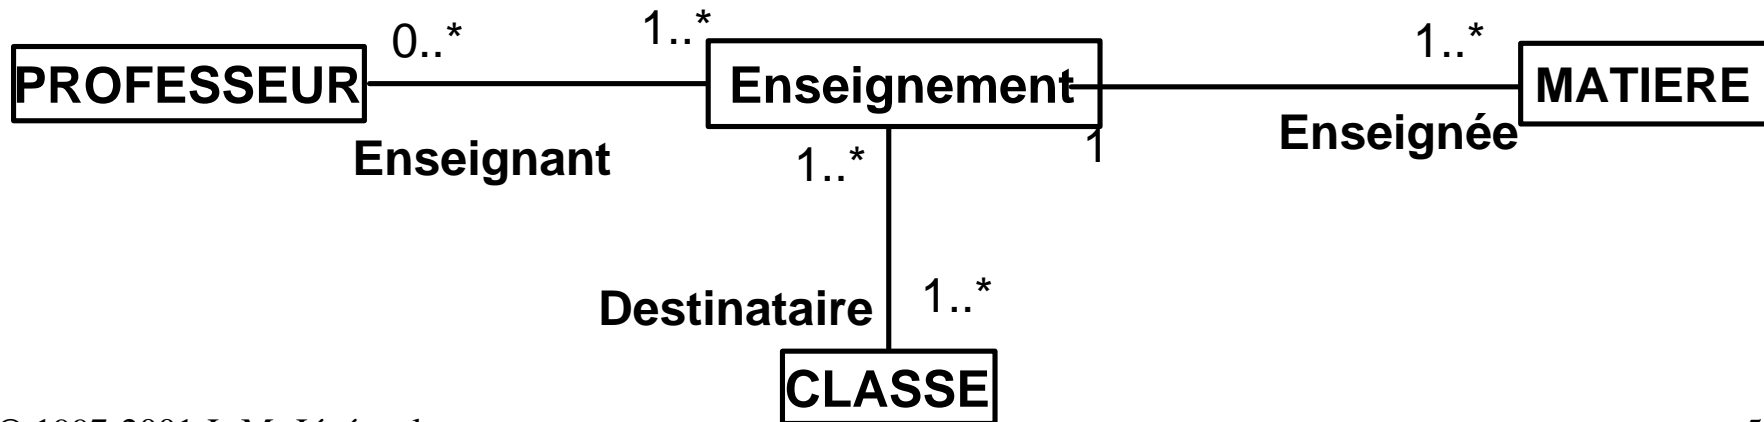 0..*
1..*
1..*
PROFESSEUR
Enseignement
MATIERE
Enseignant
1..*
1
Enseignée
Destinataire
1..*
CLASSE